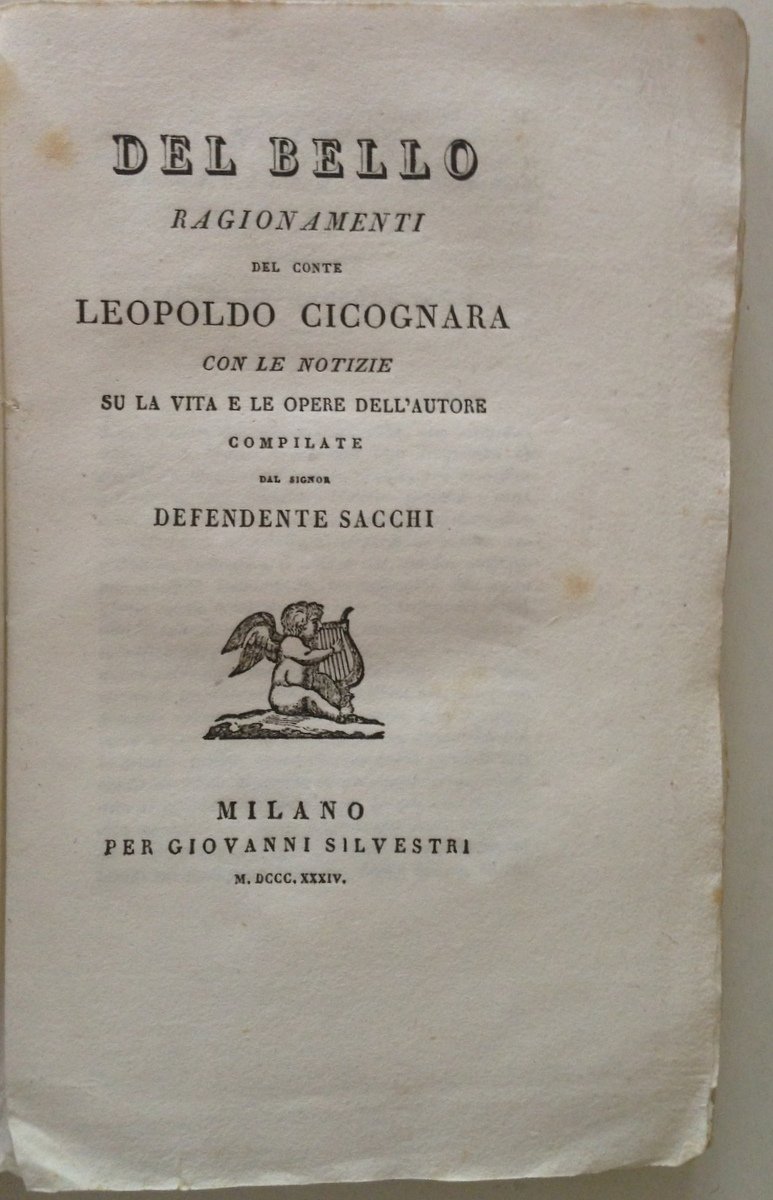 DEL BELLO
RAGIONAMENTI
DEL CONTE
LEOPOLDO CICOGNARA
CON LE NOTIZIE
SU LA VITA E LE OPERE DELL'AUTORE
COMPILATE
DAL SIGNOR
DEFENDENTE SACCHI
MILANO
PER GIOVANNI SILVESTRI
M. DCCC. XXXIV.